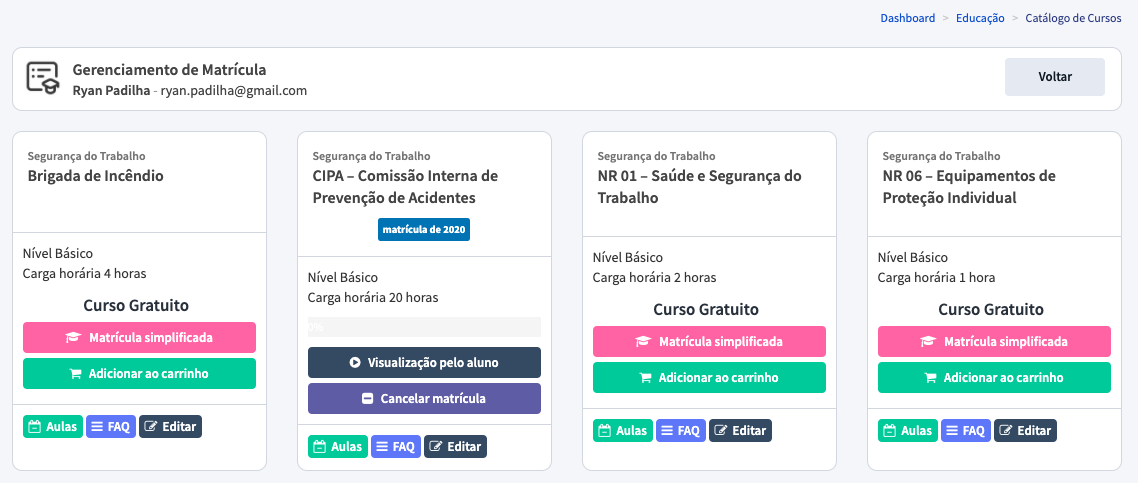 Dashboard > Educação > Catálogo de Cursos
Gerenciamento de Matrícula
Ryan Padilha - ryan.padilha@gmail.com
Voltar
Segurança do Trabalho
Brigada de Incêndio
Nível Básico
Carga horária 4 horas
Curso Gratuito
Matrícula simplificada
Adicionar ao carrinho
Aulas FAQ Editar
Segurança do Trabalho
CIPA – Comissão Interna de
Prevenção de Acidentes
matrícula de 2020
Nível Básico
Carga horária 20 horas
0%
Visualização pelo aluno
Cancelar matrícula
Aulas FAQ Editar
Segurança do Trabalho
NR 01 – Saúde e Segurança do
Trabalho
Nível Básico
Carga horária 2 horas
Curso Gratuito
Matrícula simplificada
Adicionar ao carrinho
Aulas FAQ Editar
Segurança do Trabalho
NR 06 – Equipamentos de
Proteção Individual
Nível Básico
Carga horária 1 hora
Curso Gratuito
Matrícula simplificada
Adicionar ao carrinho
Aulas FAQ Editar